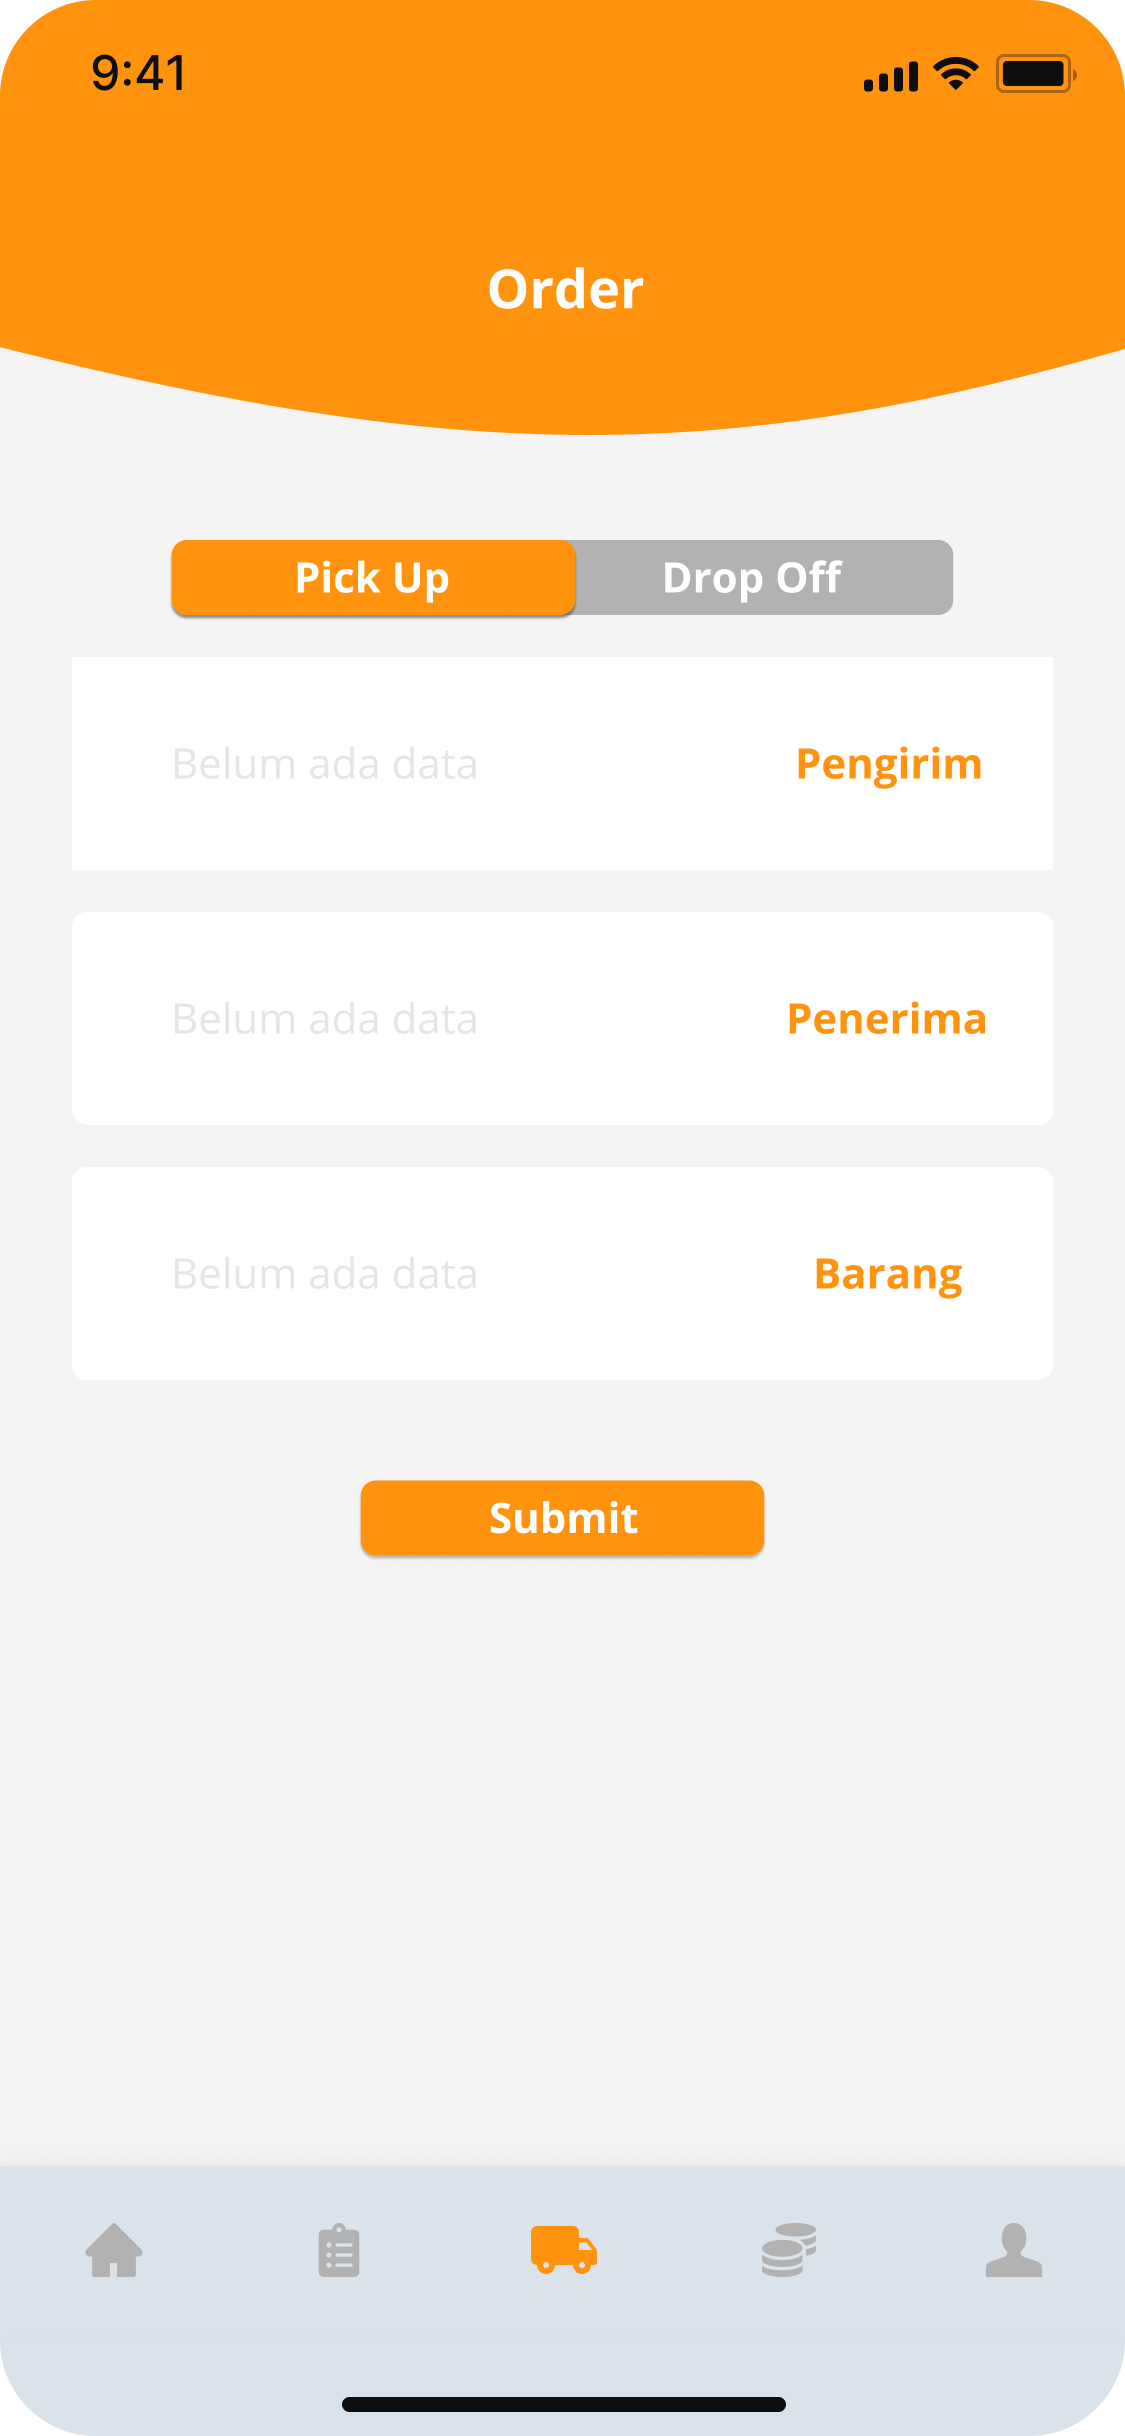 9:41
Order
Pick Up
Drop Off
Belum ada data
Pengirim
Belum ada data
Penerima
Belum ada data
Barang
Submit